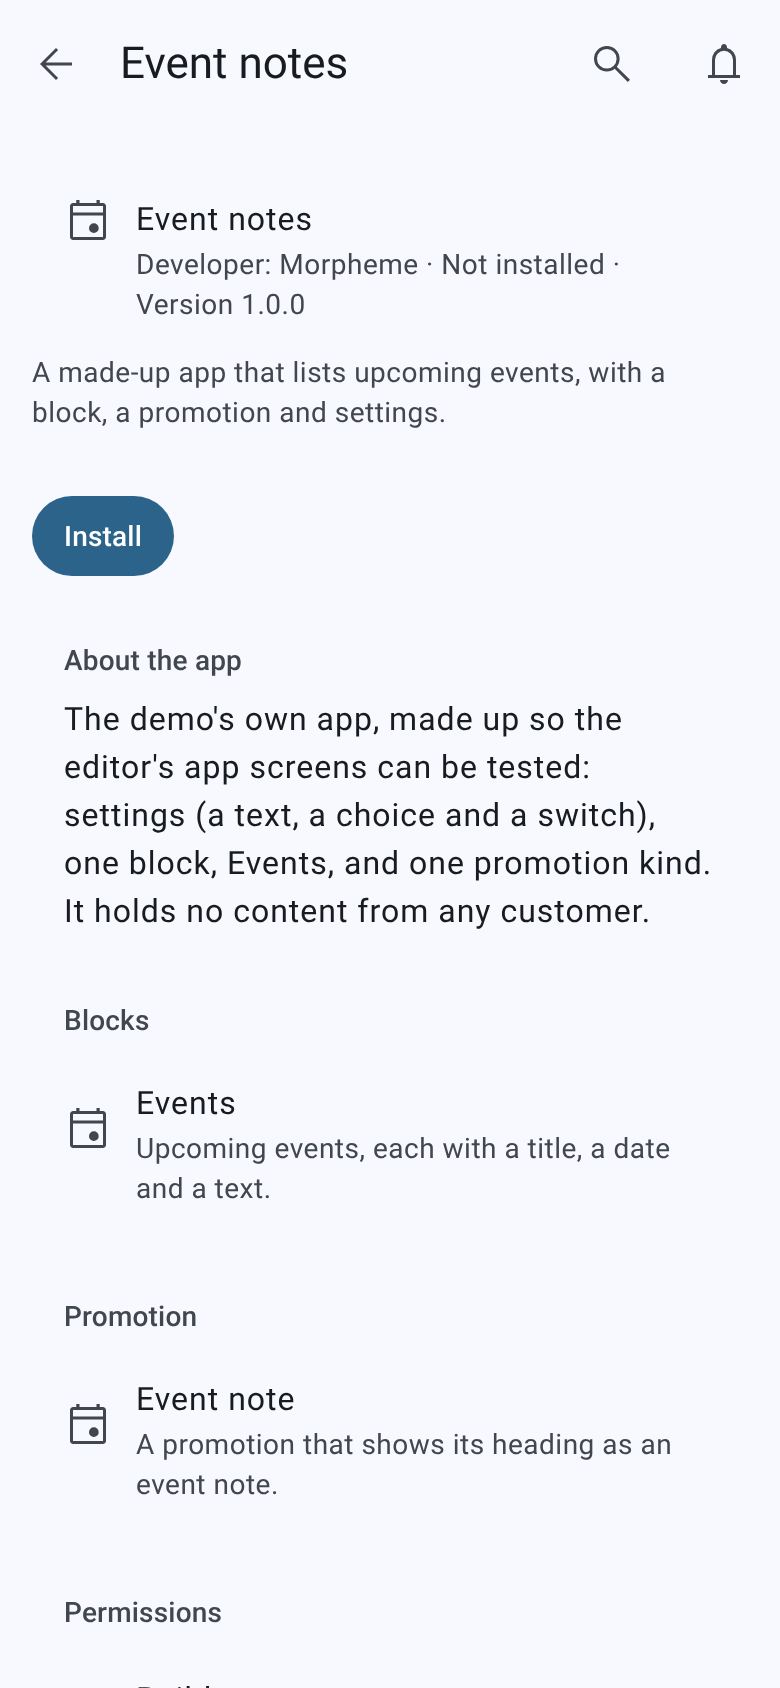 Event notes
Event notes
Developer: Morpheme · Not installed ·
Version 1.0.0
A made-up app that lists upcoming events, with a
block, a promotion and settings.
Install
About the app
The demo's own app, made up so the
editor's app screens can be tested:
settings (a text, a choice and a switch),
one block, Events, and one promotion kind.
It holds no content from any customer.
Blocks
Events
Upcoming events, each with a title, a date
and a text.
Promotion
Event note
A promotion that shows its heading as an
event note.
Permissions